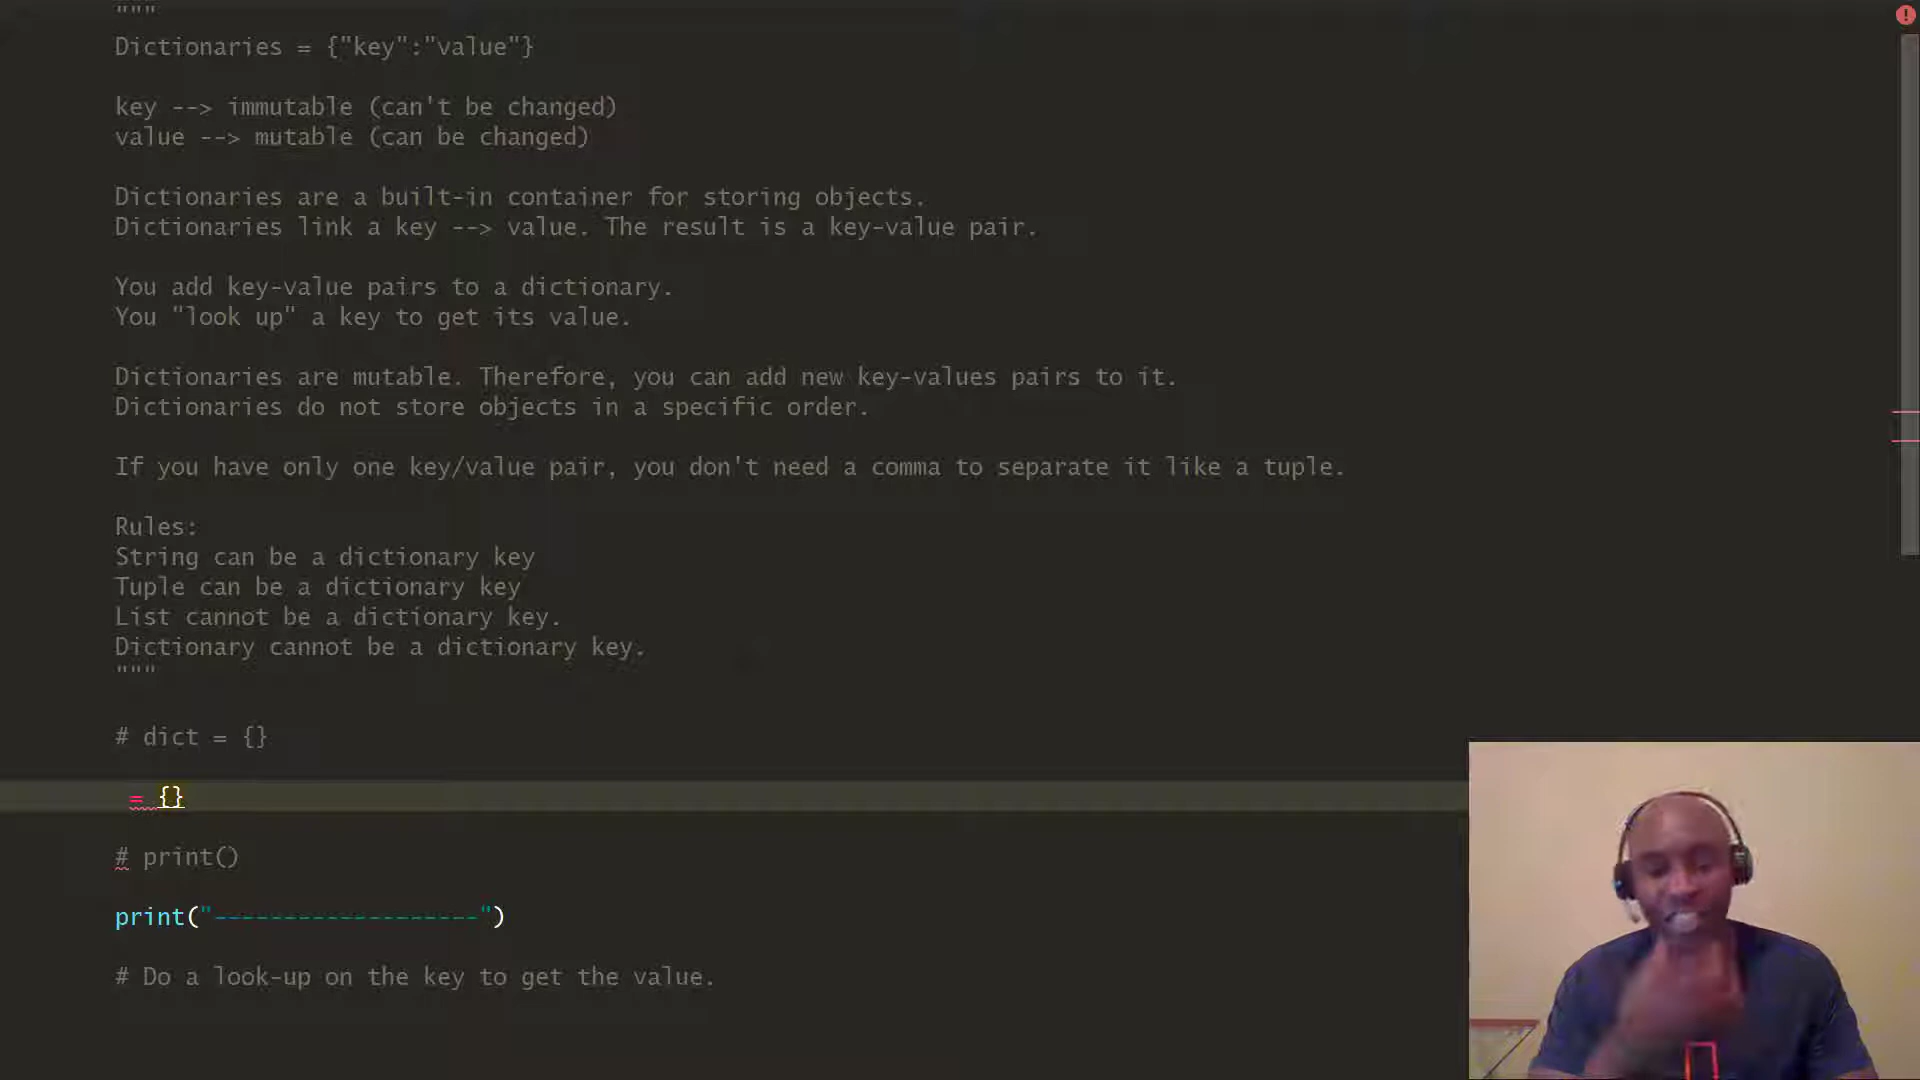 """
Dictionaries = {"key":"value"}
key --> immutable (can't be changed)
value --> mutable (can be changed)
Dictionaries are a built-in container for storing objects.
Dictionaries link a key --> value. The result is a key-value pair.
You add key-value pairs to a dictionary.
You "look up" a key to get its value.
Dictionaries are mutable. Therefore, you can add new key-values pairs to it.
Dictionaries do not store objects in a specific order.
If you have only one key/value pair, you don't need a comma to separate it like a tuple.
Rules:
String can be a dictionary key
Tuple can be a dictionary key
List cannot be a dictionary key.
Dictionary cannot be a dictionary key.
"""
# dict = {}
= {}
# print()
print("-------------------")
# Do a look-up on the key to get the value.